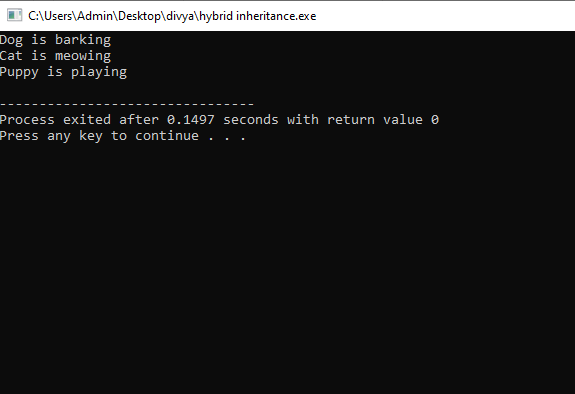 C:\Users\Admin\Desktop\divya\hybrid inheritance.exe
Dog is barking
Cat is meowing
Puppy is playing
--------------------------------
Process exited after 0.1497 seconds with return value 0
Press any key to continue . . .